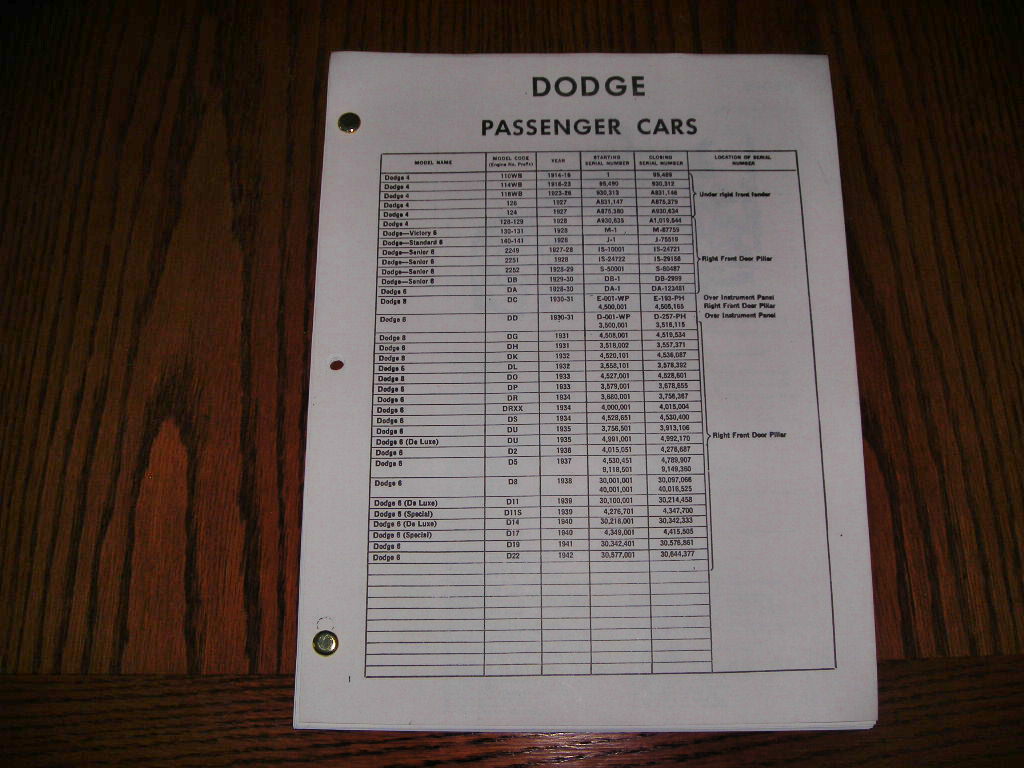 DODGE
PASSENGER CARS
MODEL NAME MODEL CODE (Engine No. Prefix) YEAR STARTING SERIAL NUMBER CLOSING SERIAL NUMBER LOCATION OF SERIAL NUMBER
Dodge 4 110WB 1914-16 1 95,489
Dodge 4 114WB 1916-23 95,490 930,312
Dodge 4 116WB 1923-26 930,313 A831,146 Under right front fender
Dodge 4 126 1927 A831,147 A875,379
Dodge 4 124 1927 A875,380 A930,634
Dodge 4 128-129 1928 A930,635 A1,019,644
Dodge—Victory 6 130-131 1928 M-1 M-87759
Dodge—Standard 6 140-141 1928 J-1 J-75519
Dodge—Senior 6 2249 1927-28 IS-10001 IS-24721
Dodge—Senior 6 2251 1928 IS-24722 IS-29156 Right Front Door Pillar
Dodge—Senior 6 2252 1928-29 S-50001 S-60487
Dodge—Senior 6 DB 1929-30 DB-1 DB-2999
Dodge 6 DA 1928-30 DA-1 DA-123481
Dodge 8 DC 1930-31 E-001-WP E-193-PH Over Instrument Panel
4,500,001 4,505,165 Right Front Door Pillar
Dodge 6 DD 1930-31 D-001-WP D-257-PH Over Instrument Panel
3,500,001 3,516,115
Dodge 8 DG 1931 4,508,001 4,519,534
Dodge 6 DH 1931 3,518,002 3,557,371
Dodge 8 DK 1932 4,520,101 4,536,087
Dodge 6 DL 1932 3,558,101 3,578,392
Dodge 8 DO 1933 4,527,001 4,528,601
Dodge 6 DP 1933 3,579,001 3,678,655
Dodge 6 DR 1934 3,680,001 3,756,367
Dodge 6 DRXX 1934 4,000,001 4,015,004
Dodge 6 DS 1934 4,528,651 4,530,400
Dodge 6 DU 1935 3,756,501 3,913,106
Dodge 6 (De Luxe) DU 1935 4,991,001 4,992,170 Right Front Door Pillar
Dodge 6 D2 1936 4,015,051 4,276,687
Dodge 6 D5 1937 4,530,451 4,789,907
9,118,501 9,149,360
Dodge 6 D8 1938 30,001,001 30,097,066
40,001,001 40,016,525
Dodge 6 (De Luxe) D11 1939 30,100,001 30,214,458
Dodge 6 (Special) D11S 1939 4,276,701 4,347,700
Dodge 6 (De Luxe) D14 1940 30,216,001 30,342,333
Dodge 6 (Special) D17 1940 4,349,001 4,415,505
Dodge 6 D19 1941 30,342,401 30,576,861
Dodge 6 D22 1942 30,577,001 30,644,377